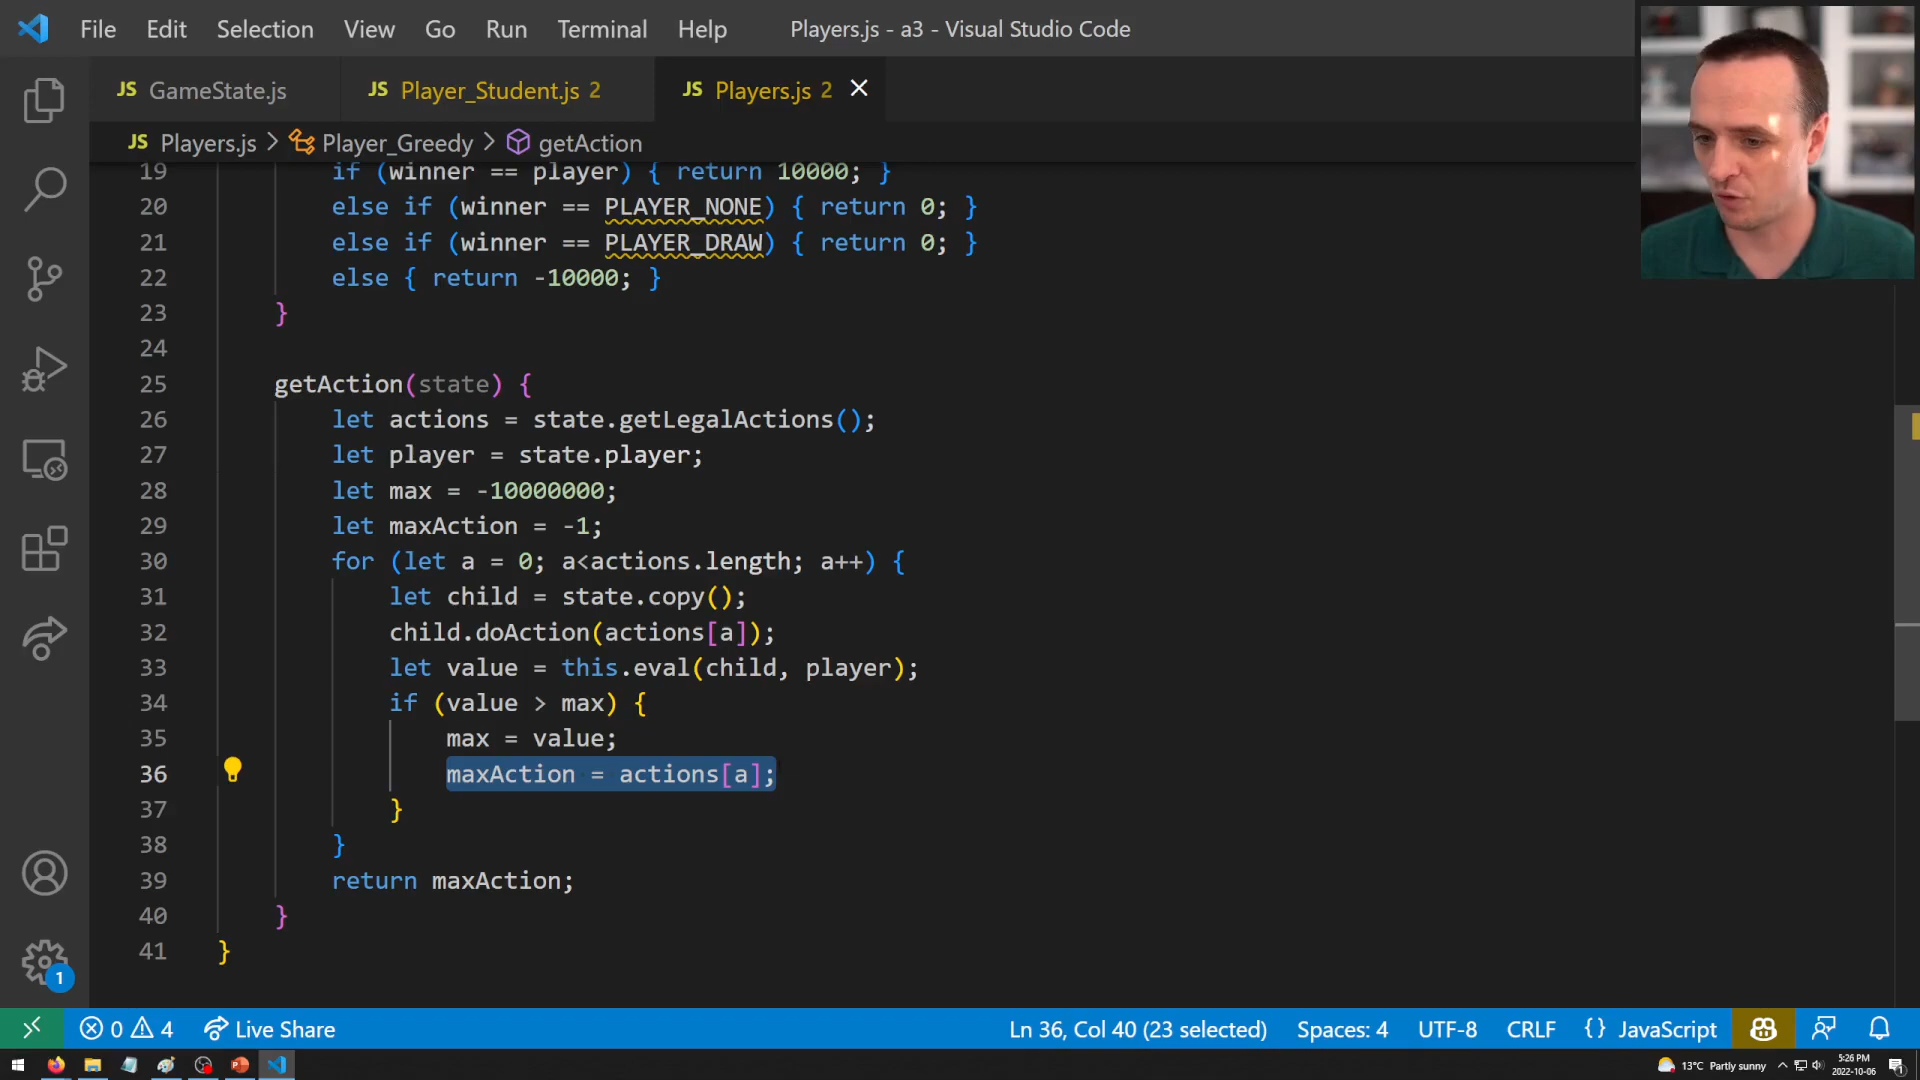 File Edit Selection View Go Run Terminal Help Players.js - a3 - Visual Studio Code
JS GameState.js JS Player_Student.js 2 JS Players.js 2
JS Players.js > Player_Greedy > getAction
19 if (winner == player) { return 10000; }
20 else if (winner == PLAYER_NONE) { return 0; }
21 else if (winner == PLAYER_DRAW) { return 0; }
22 else { return -10000; }
23 }
24
25 getAction(state) {
26 let actions = state.getLegalActions();
27 let player = state.player;
28 let max = -10000000;
29 let maxAction = -1;
30 for (let a = 0; a<actions.length; a++) {
31 let child = state.copy();
32 child.doAction(actions[a]);
33 let value = this.eval(child, player);
34 if (value > max) {
35 max = value;
36 maxAction = actions[a];
37 }
38 }
39 return maxAction;
40 }
41 }
1
0 4 Live Share Ln 36, Col 40 (23 selected) Spaces: 4 UTF-8 CRLF {} JavaScript
13°C Partly sunny 5:26 PM
2022-10-06